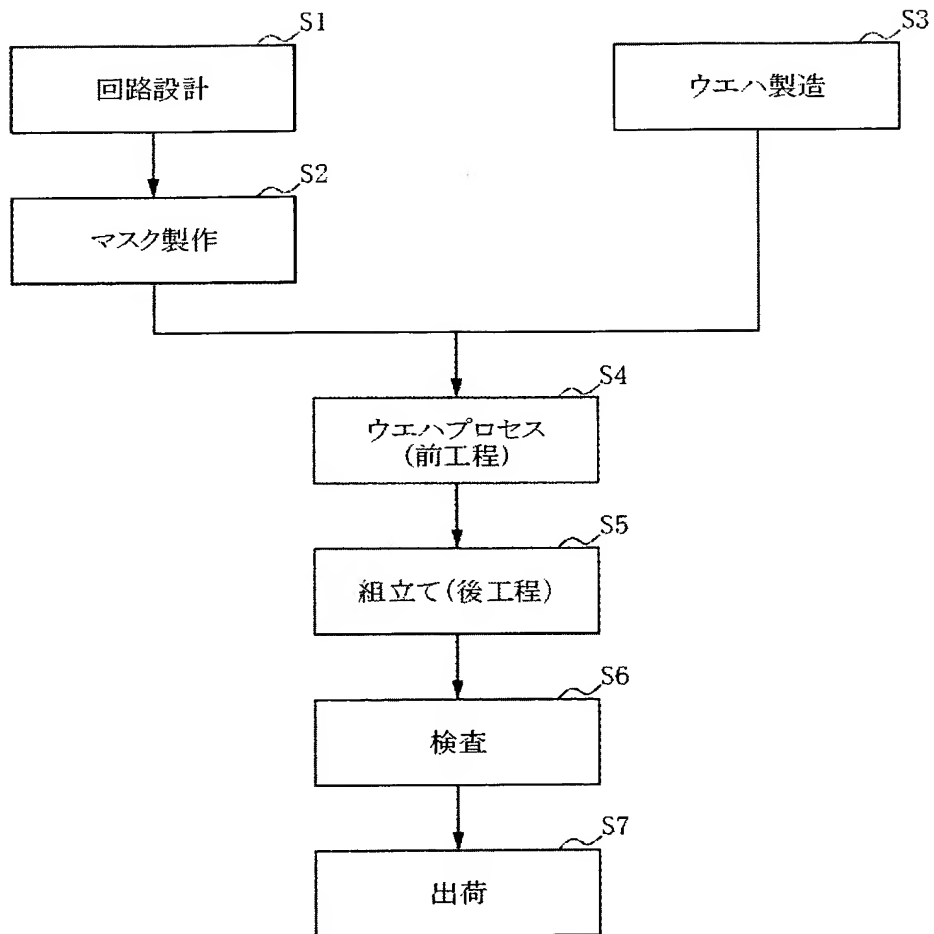 S1
回路設計
S3
ウエハ製造
S2
マスク製作
S4
ウエハプロセス
(前工程)
S5
組立て(後工程)
S6
検査
S7
出荷